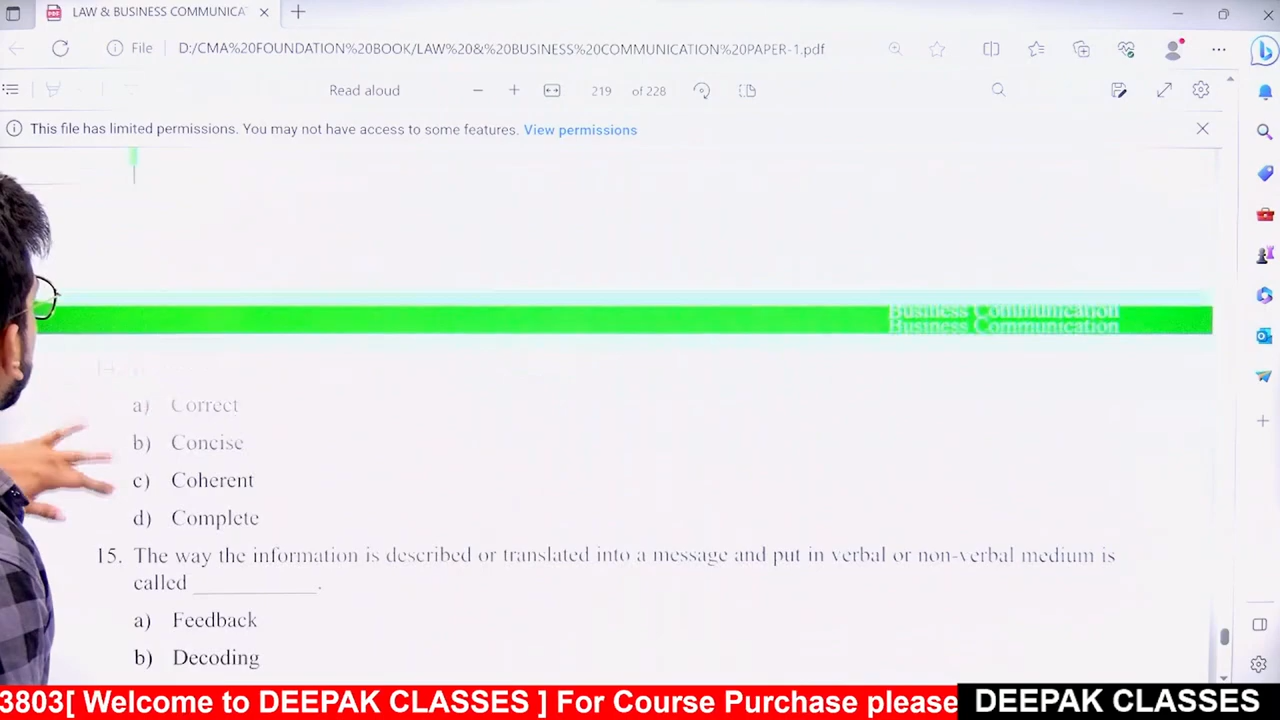 LAW & BUSINESS COMMUNICA
File D:/CMA%20FOUNDATION%20BOOK/LAW%20&%20BUSINESS%20COMMUNICATION%20PAPER-1.pdf
Read aloud 219 of 228
This file has limited permissions. You may not have access to some features. View permissions
Business Communication
Business Communication
a) Correct
b) Concise
c) Coherent
d) Complete
15. The way the information is described or translated into a message and put in verbal or non-verbal medium is
called ____________.
a) Feedback
b) Decoding
3803[ Welcome to DEEPAK CLASSES ] For Course Purchase please DEEPAK CLASSES